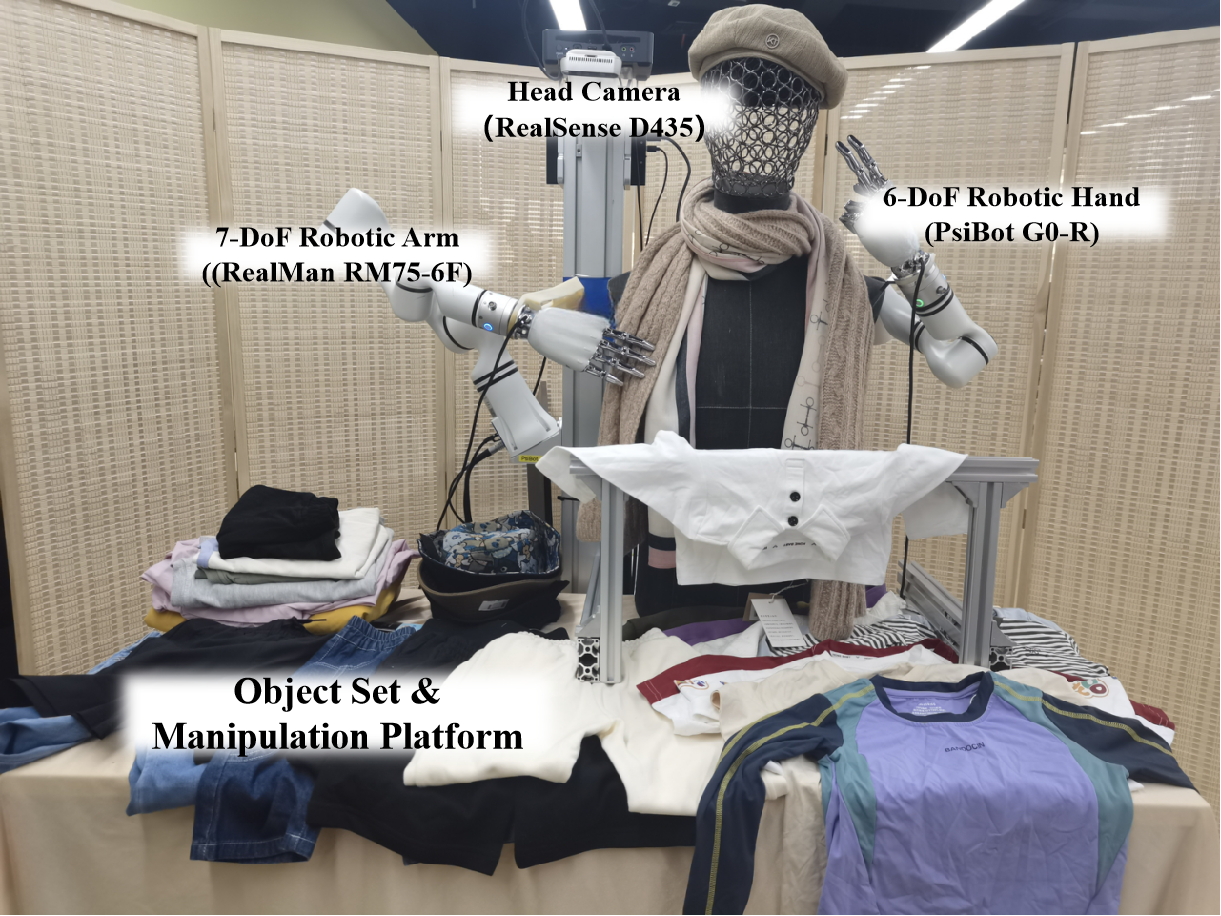 Head Camera
(RealSense D435)
6-DoF Robotic Hand
(PsiBot G0-R)
7-DoF Robotic Arm
((RealMan RM75-6F)
Object Set &
Manipulation Platform